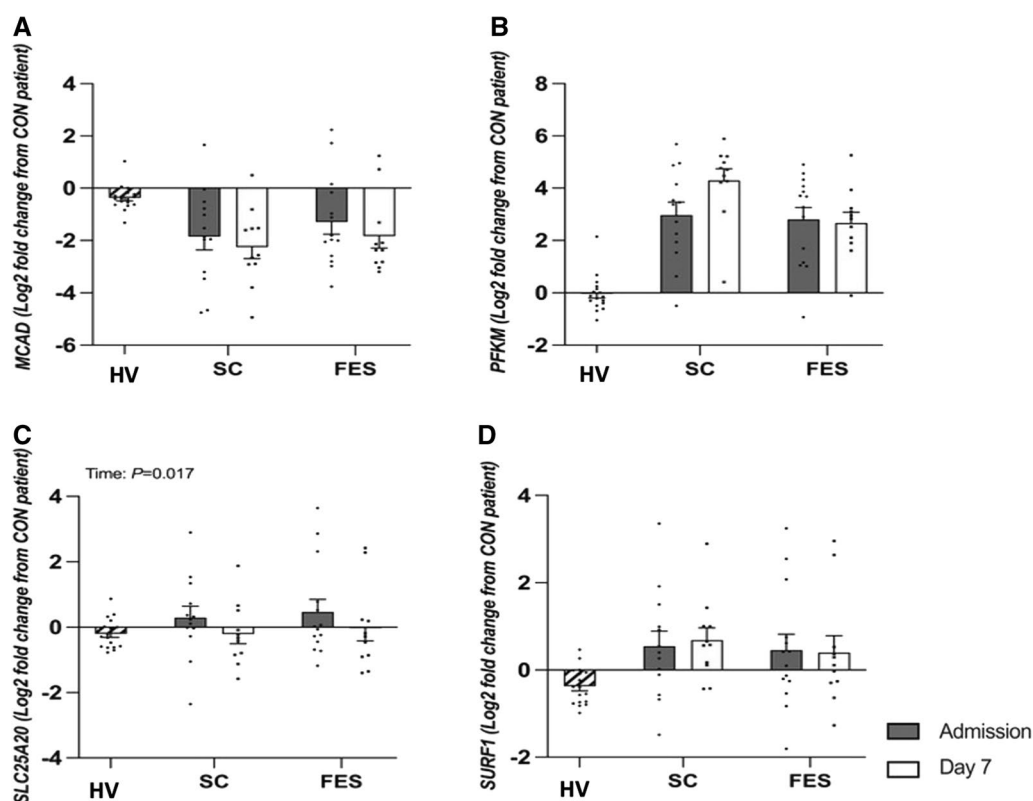 A
MCAD (Log2 fold change from CON patient)
4
2
0
-2
-4
-6
HV
SC
FES
B
PFKM (Log2 fold change from CON patient)
8
6
4
2
0
-2
HV
SC
FES
C
Time: P=0.017
SLC25A20 (Log2 fold change from CON patient)
4
2
0
-2
-4
HV
SC
FES
D
SURF1 (Log2 fold change from CON patient)
4
2
0
-2
HV
SC
FES
Admission
Day 7